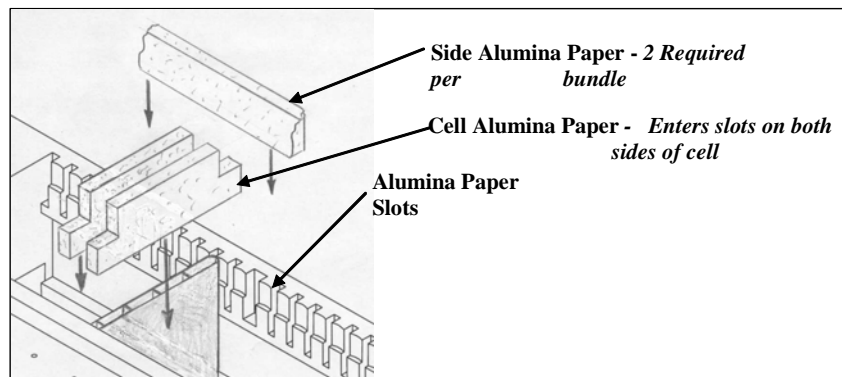 Side Alumina Paper - 2 Required
per bundle
Cell Alumina Paper - Enters slots on both
sides of cell
Alumina Paper
Slots